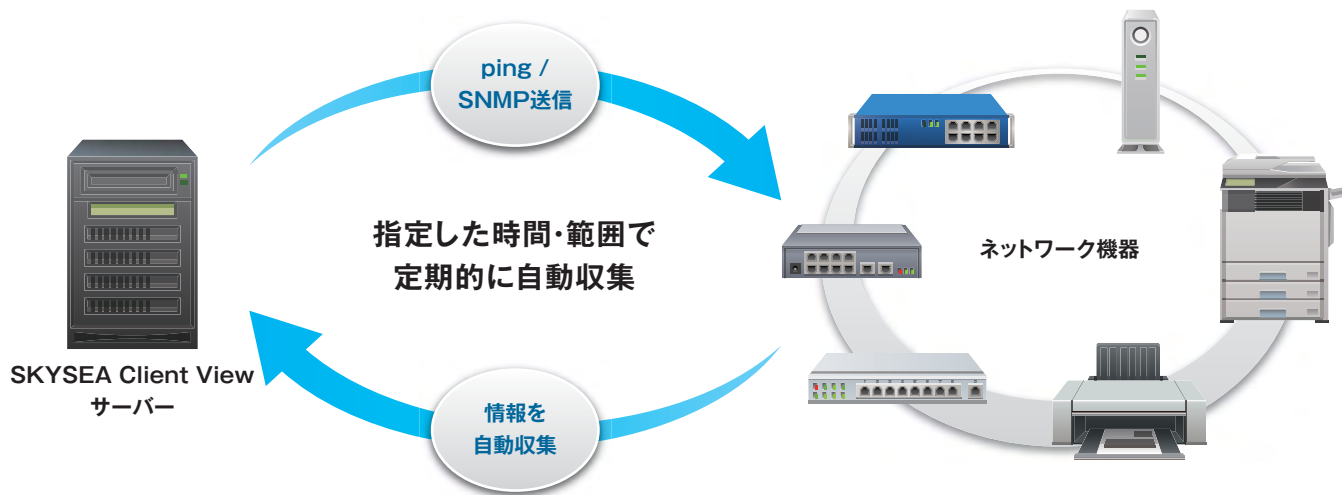 ping /
SNMP送信
指定した時間・範囲で
定期的に自動収集
ネットワーク機器
SKYSEA Client View
サーバー
情報を
自動収集